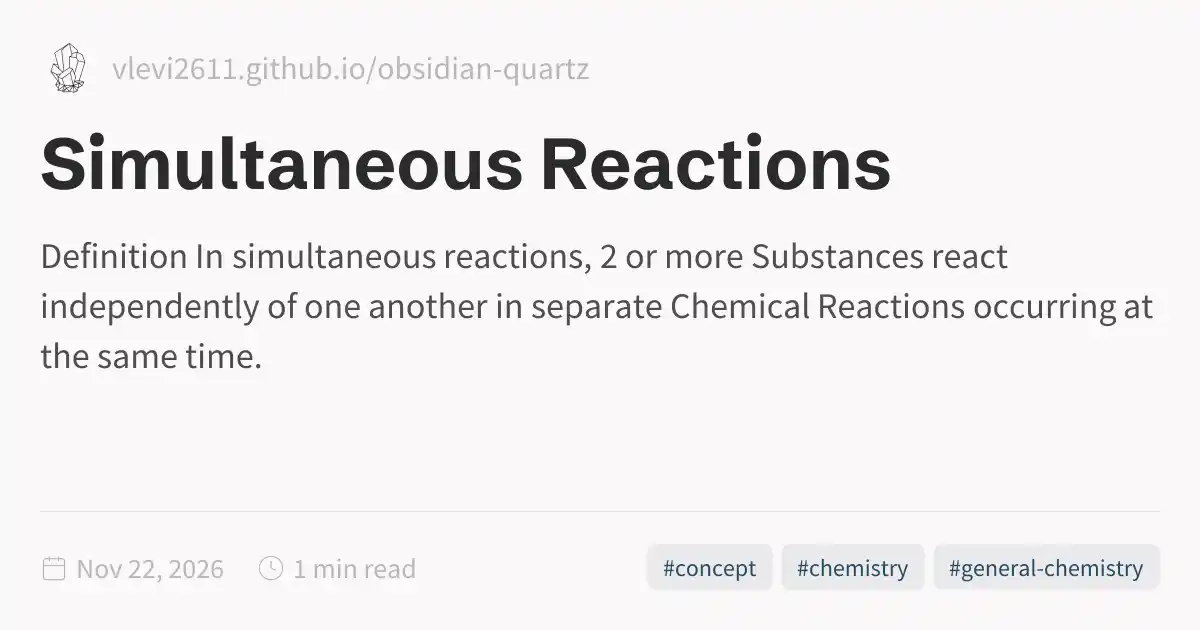 vlevi2611.github.io/obsidian-quartz
Simultaneous Reactions
Definition In simultaneous reactions, 2 or more Substances react
independently of one another in separate Chemical Reactions occurring at
the same time.
Nov 22, 2026 1 min read #concept #chemistry #general-chemistry